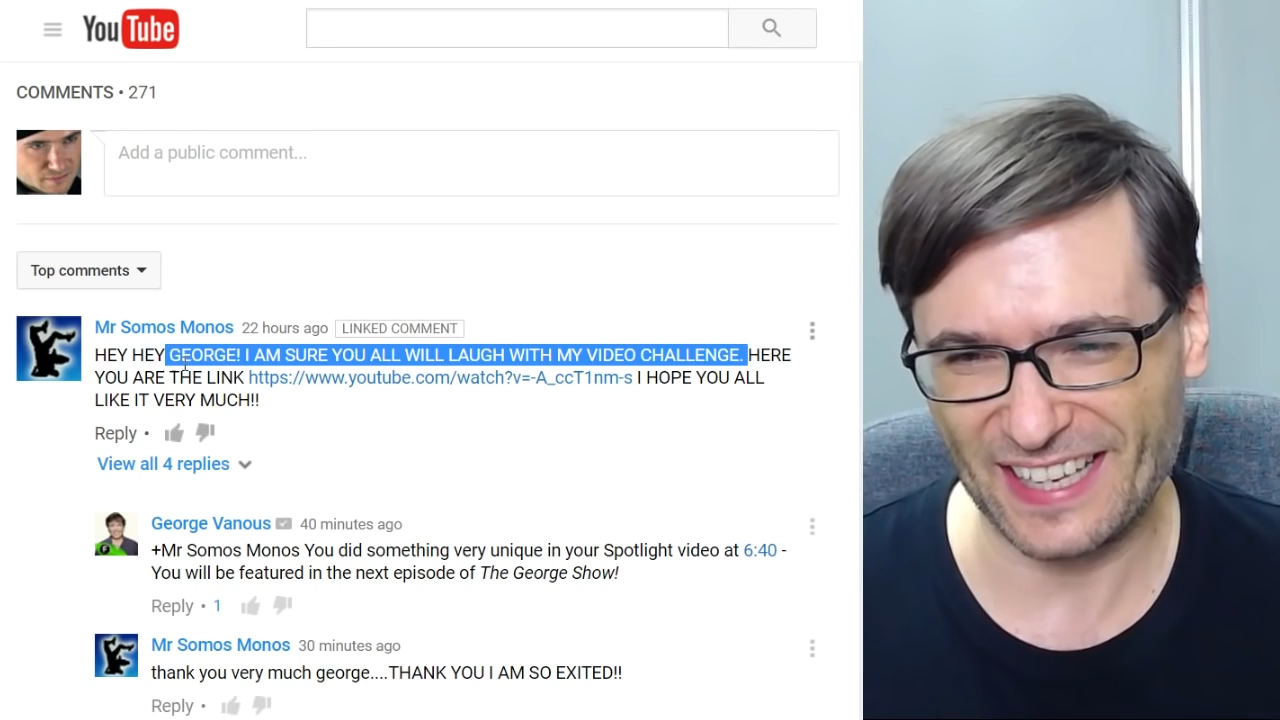 YouTube
COMMENTS • 271
Add a public comment...
Top comments
Mr Somos Monos 22 hours ago LINKED COMMENT
HEY HEY GEORGE! I AM SURE YOU ALL WILL LAUGH WITH MY VIDEO CHALLENGE. HERE
YOU ARE THE LINK https://www.youtube.com/watch?v=-A_ccT1nm-s I HOPE YOU ALL
LIKE IT VERY MUCH!!
Reply •
View all 4 replies
George Vanous 40 minutes ago
+Mr Somos Monos You did something very unique in your Spotlight video at 6:40 -
You will be featured in the next episode of The George Show!
Reply • 1
Mr Somos Monos 30 minutes ago
thank you very much george....THANK YOU I AM SO EXITED!!
Reply •